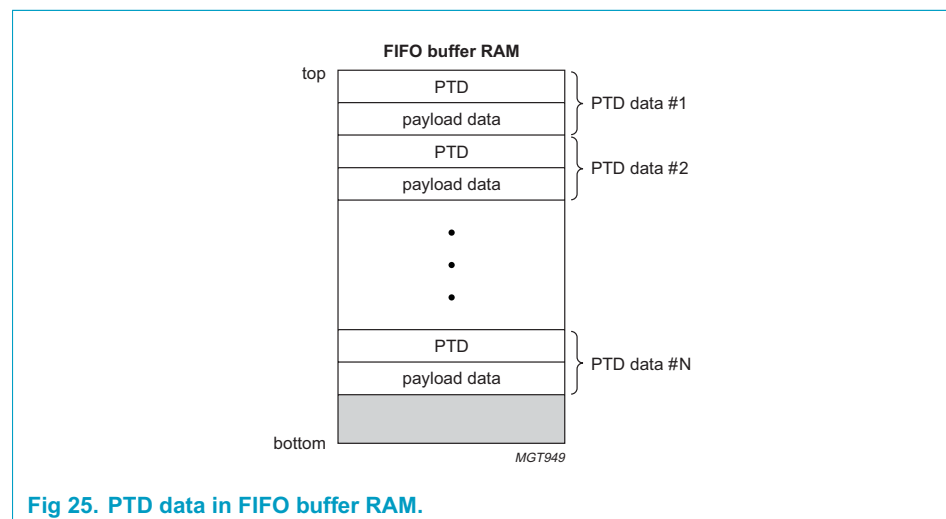 FIFO buffer RAM
top
PTD
payload data
PTD data #1
PTD
payload data
PTD data #2
PTD
payload data
PTD data #N
bottom
MGT949
Fig 25. PTD data in FIFO buffer RAM.